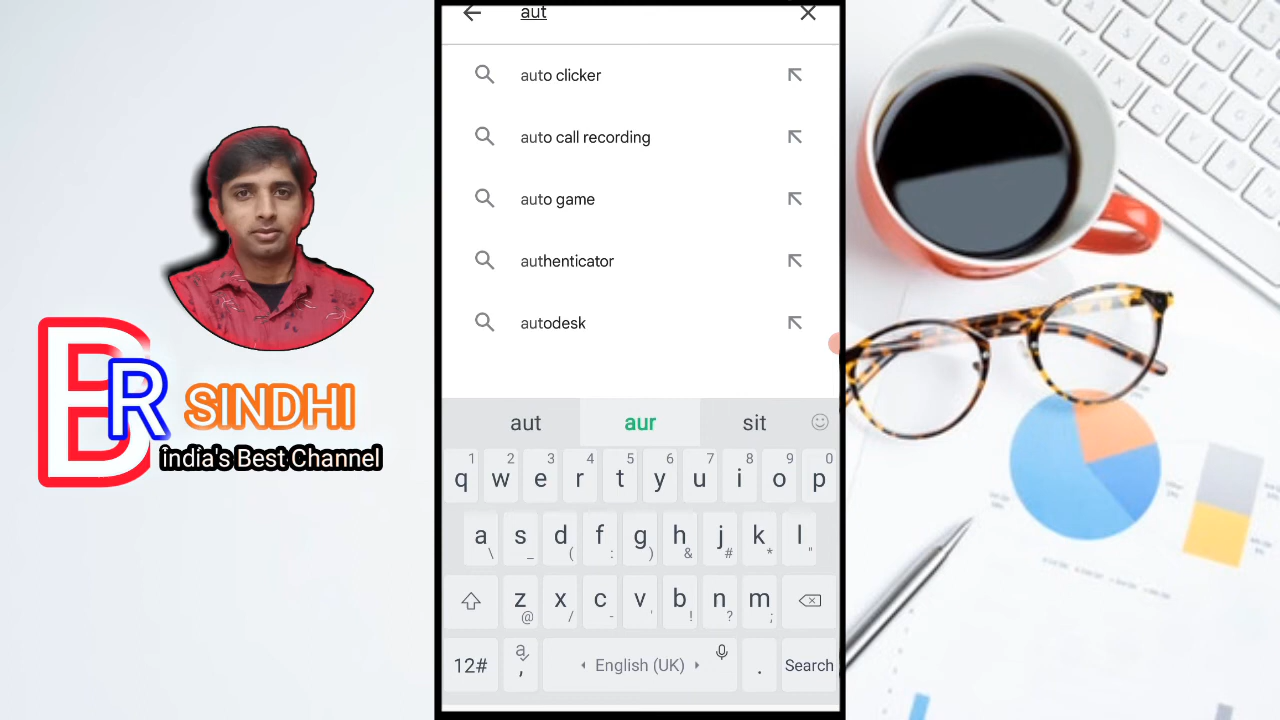 aut
auto clicker
auto call recording
auto game
authenticator
autodesk
aut aur sit
1 2 3 4 5 6 7 8 9 0
q w e r t y u i o p
a s d f g h j k l
\ _ ( : ) & # * "
z x c v b n m
@ / - ' ! ? ;
12# a , English (UK) . Search
BR SINDHI
india's Best Channel